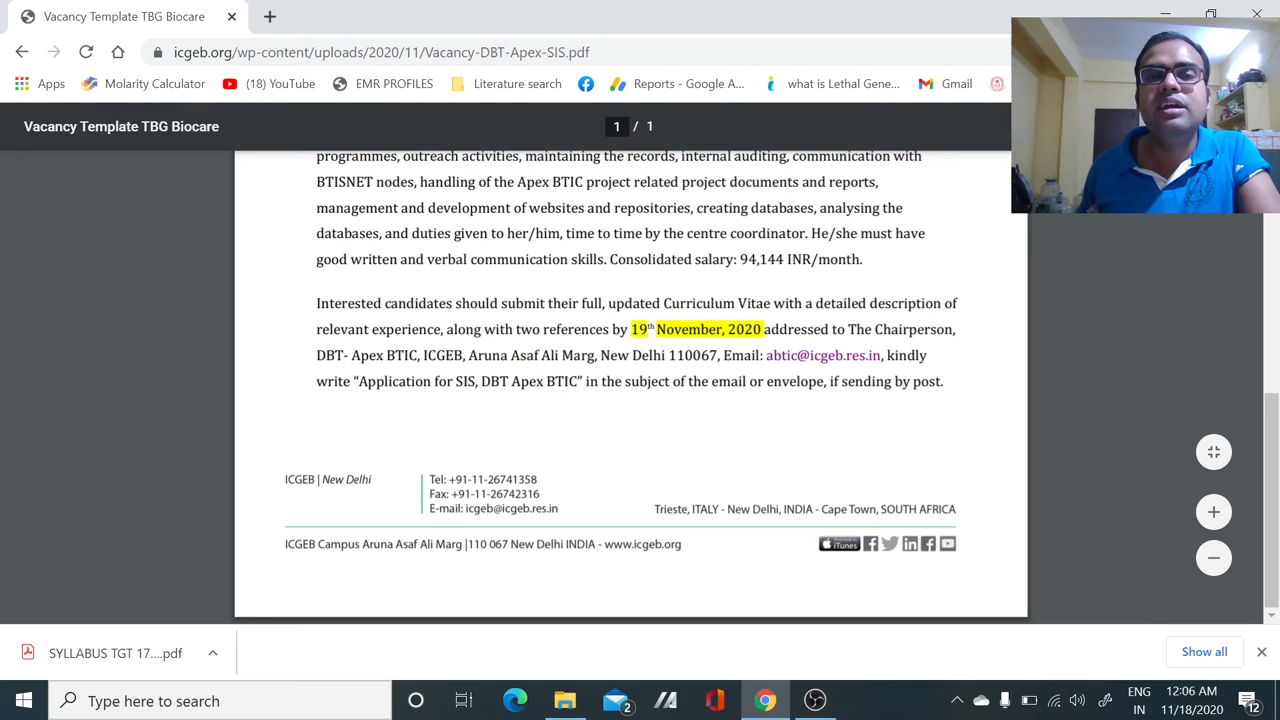 Vacancy Template TBG Biocare
icgeb.org/wp-content/uploads/2020/11/Vacancy-DBT-Apex-SIS.pdf
Apps Molarity Calculator (18) YouTube EMR PROFILES Literature search Reports - Google A... what is Lethal Gene... Gmail
Vacancy Template TBG Biocare 1 / 1
programmes, outreach activities, maintaining the records, internal auditing, communication with
BTISNET nodes, handling of the Apex BTIC project related project documents and reports,
management and development of websites and repositories, creating databases, analysing the
databases, and duties given to her/him, time to time by the centre coordinator. He/she must have
good written and verbal communication skills. Consolidated salary: 94,144 INR/month.
Interested candidates should submit their full, updated Curriculum Vitae with a detailed description of
relevant experience, along with two references by 19th November, 2020 addressed to The Chairperson,
DBT- Apex BTIC, ICGEB, Aruna Asaf Ali Marg, New Delhi 110067, Email: abtic@icgeb.res.in, kindly
write “Application for SIS, DBT Apex BTIC” in the subject of the email or envelope, if sending by post.
ICGEB | New Delhi
Tel: +91-11-26741358
Fax: +91-11-26742316
E-mail: icgeb@icgeb.res.in
Trieste, ITALY - New Delhi, INDIA - Cape Town, SOUTH AFRICA
ICGEB Campus Aruna Asaf Ali Marg |110 067 New Delhi INDIA - www.icgeb.org
iTunes
SYLLABUS TGT 17....pdf
Show all
Type here to search
2
ENG
IN
12:06 AM
11/18/2020
12